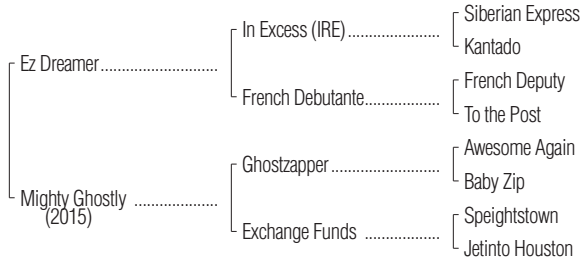 Siberian Express
In Excess (IRE)....................
Kantado
Ez Dreamer.........................
French Deputy
French Debutante................
To the Post
Awesome Again
Ghostzapper ......................
Baby Zip
Mighty Ghostly ..................
(2015)
Speightstown
Exchange Funds ................
Jetinto Houston